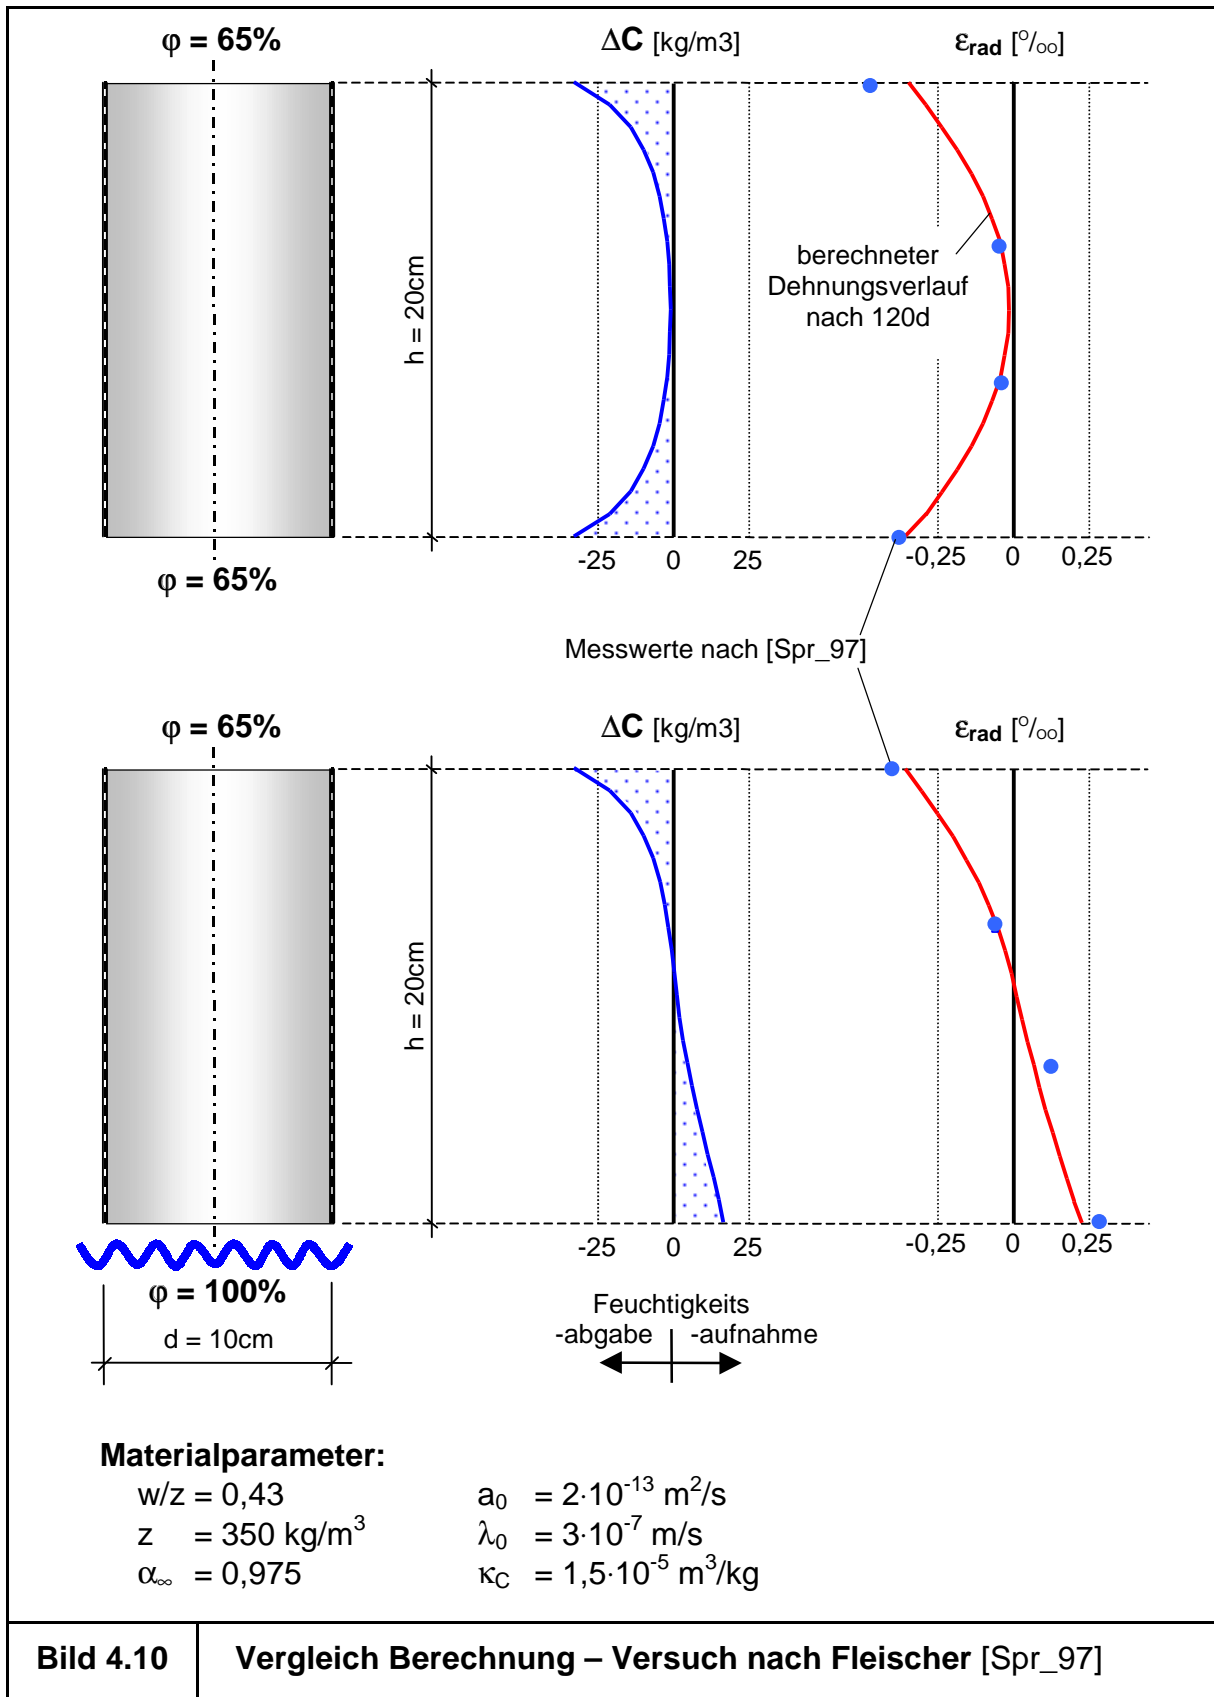 φ = 65%
ΔC [kg/m3]
εrad [o/oo]
h = 20cm
berechneter
Dehnungsverlauf
nach 120d
-25 0 25
-0,25 0 0,25
φ = 65%
Messwerte nach [Spr_97]
φ = 65%
ΔC [kg/m3]
εrad [o/oo]
h = 20cm
-25 0 25
-0,25 0 0,25
φ = 100%
d = 10cm
Feuchtigkeits
-abgabe -aufnahme
Materialparameter:
w/z = 0,43
z = 350 kg/m³
α∞ = 0,975
a₀ = 2·10⁻¹³ m²/s
λ₀ = 3·10⁻⁷ m/s
κC = 1,5·10⁻⁵ m³/kg
Bild 4.10
Vergleich Berechnung – Versuch nach Fleischer [Spr_97]